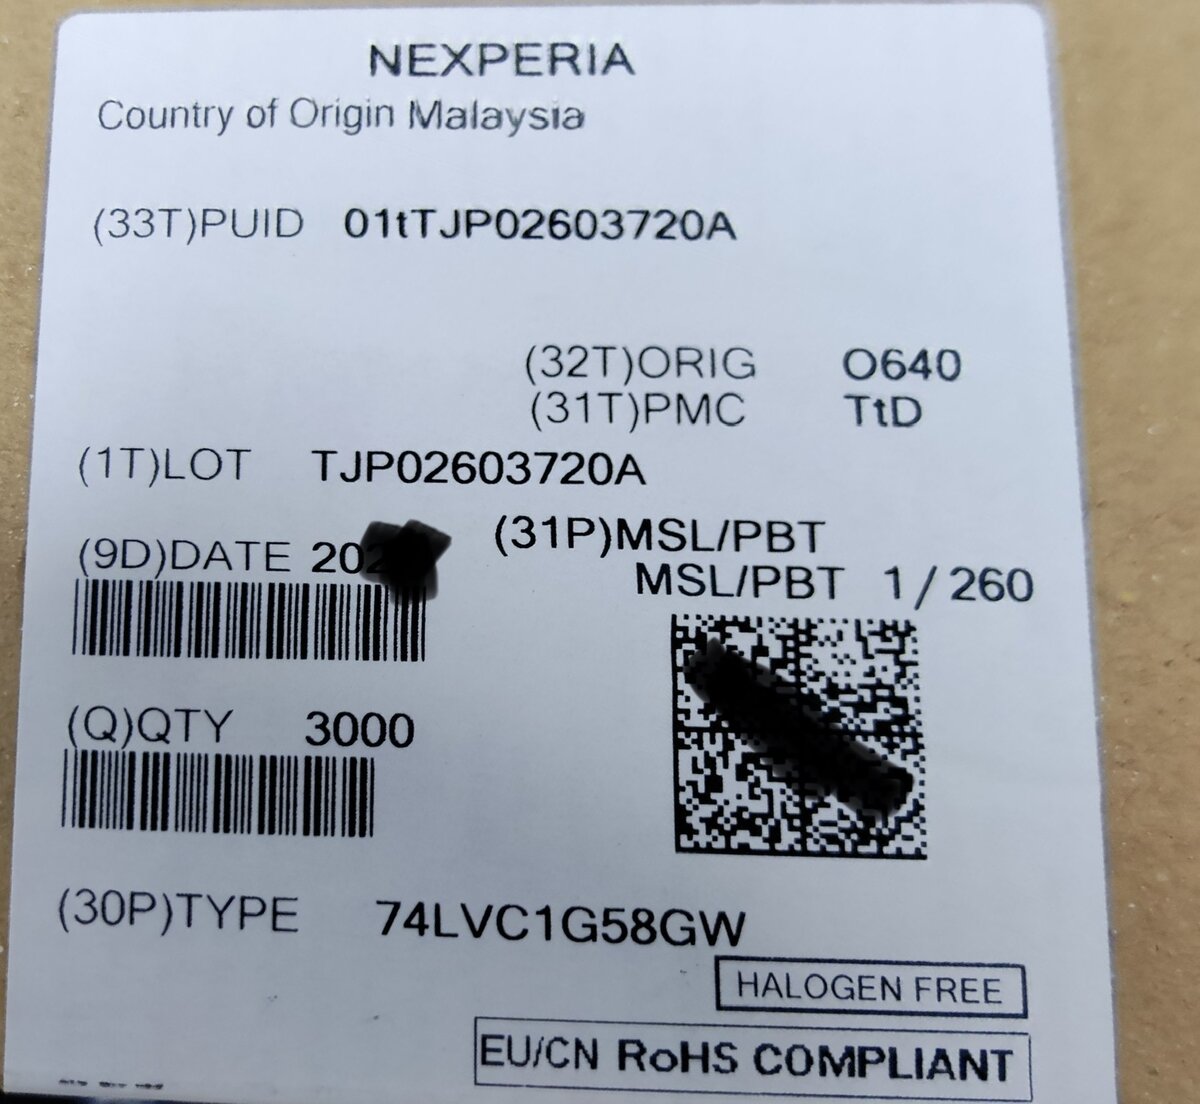 NEXPERIA
Country of Origin Malaysia
(33T)PUID 01tTJP02603720A
(32T)ORIG O640
(31T)PMC TtD
(1T)LOT TJP02603720A
(31P)MSL/PBT
(9D)DATE
MSL/PBT 1/260
(Q)QTY 3000
(30P)TYPE 74LVC1G58GW
HALOGEN FREE
EU/CN RoHS COMPLIANT